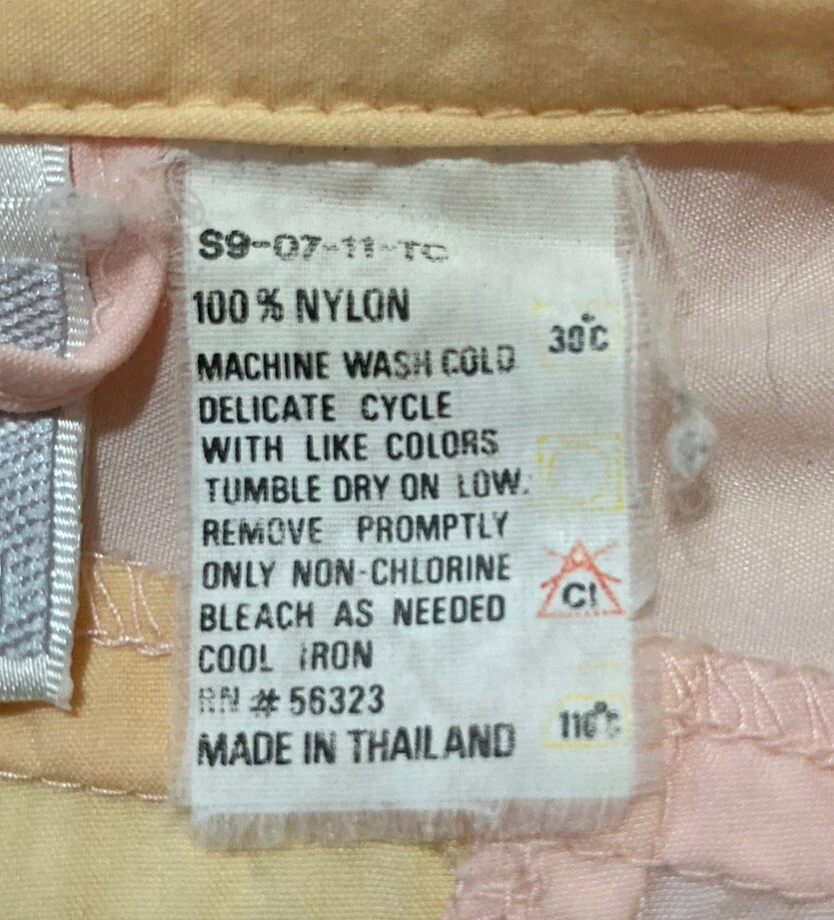 S9-07-11-TC
100% NYLON
30°C
MACHINE WASH COLD
DELICATE CYCLE
WITH LIKE COLORS
TUMBLE DRY ON LOW.
REMOVE PROMPTLY
ONLY NON-CHLORINE
Cl
BLEACH AS NEEDED
COOL IRON
RN # 56323
110°C
MADE IN THAILAND